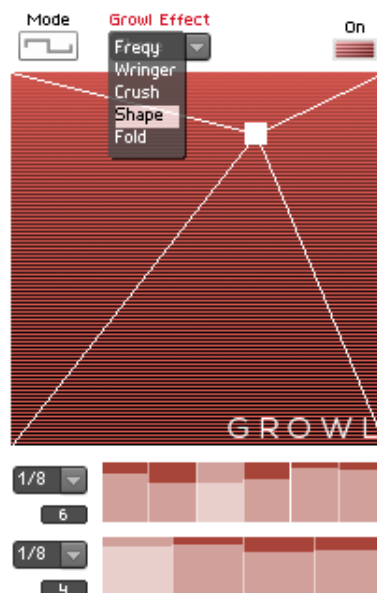 Mode
Growl Effect
On
Freqy
Wringer
Crush
Shape
Fold
GROWL
1/8
6
1/8
4